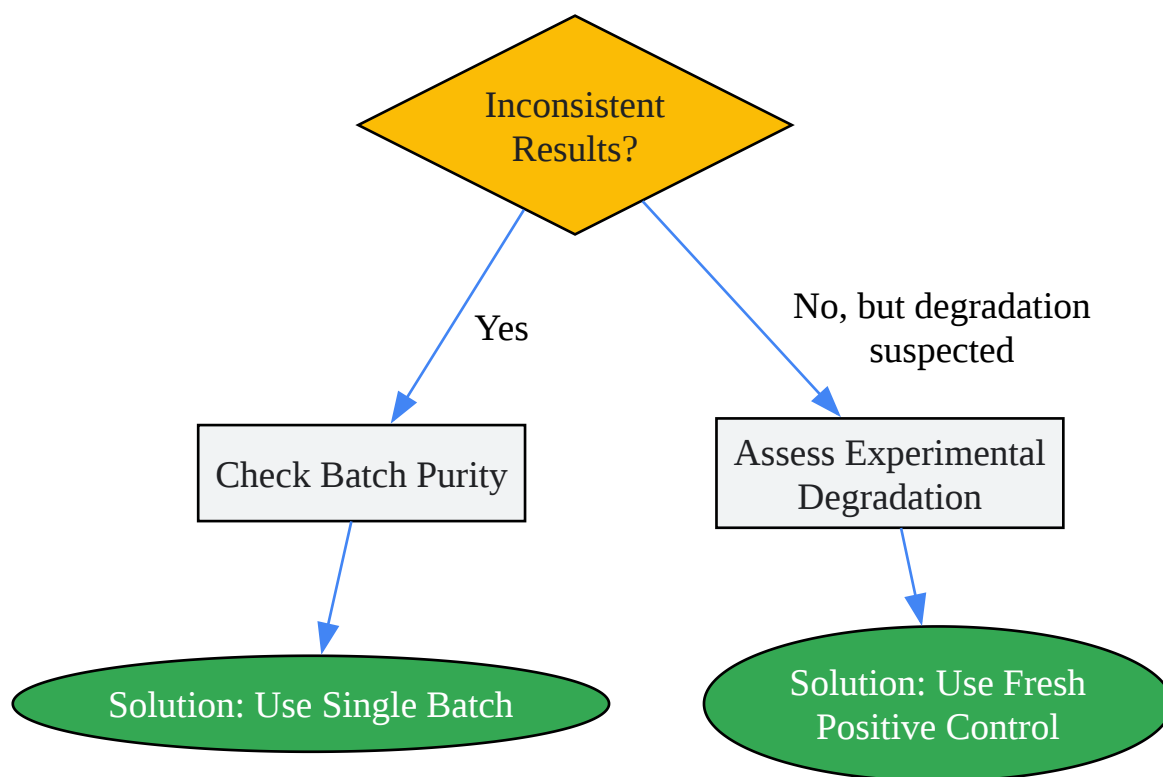 Inconsistent
Results?
Yes
No, but degradation
suspected
Check Batch Purity
Assess Experimental
Degradation
Solution: Use Single Batch
Solution: Use Fresh
Positive Control